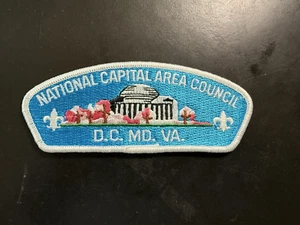 NATIONAL CAPITAL AREA COUNCIL
D.C. MD. VA.